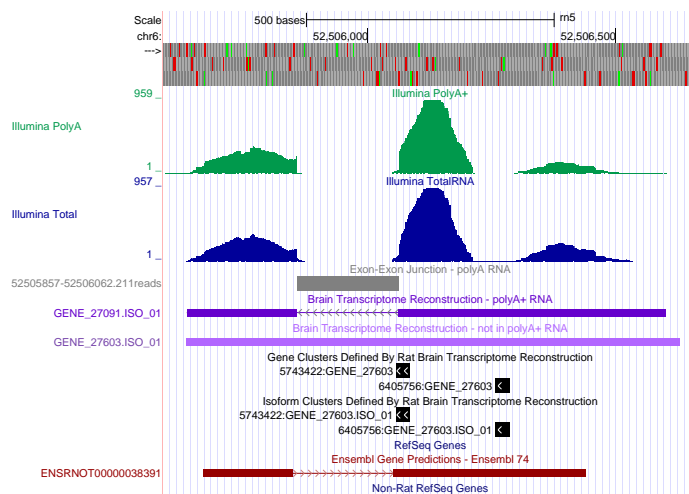 Scale 500 bases rn5
chr6: 52,506,000 52,506,500
--->
Illumina PolyA+
959 _
Illumina PolyA
1 _
Illumina TotalRNA
957 _
Illumina Total
1 _
Exon-Exon Junction - polyA RNA
52505857-52506062.211reads
Brain Transcriptome Reconstruction - polyA+ RNA
GENE_27091.ISO_01
Brain Transcriptome Reconstruction - not in polyA+ RNA
GENE_27603.ISO_01
Gene Clusters Defined By Rat Brain Transcriptome Reconstruction
5743422:GENE_27603
6405756:GENE_27603
Isoform Clusters Defined By Rat Brain Transcriptome Reconstruction
5743422:GENE_27603.ISO_01
6405756:GENE_27603.ISO_01
RefSeq Genes
Ensembl Gene Predictions - Ensembl 74
ENSRNOT00000038391
Non-Rat RefSeq Genes